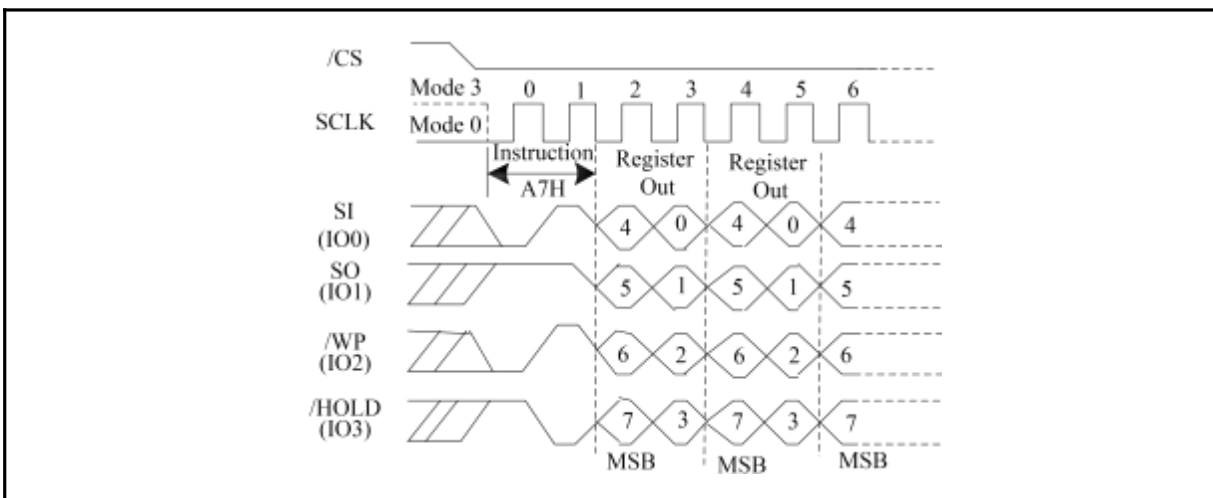 /CS
Mode 3 0 1 2 3 4 5 6
SCLK Mode 0
Instruction Register Out Register Out
A7H
SI
(IO0) 4 0 4 0 4
SO
(IO1) 5 1 5 1 5
/WP
(IO2) 6 2 6 2 6
/HOLD
(IO3) 7 3 7 3 7
MSB MSB MSB